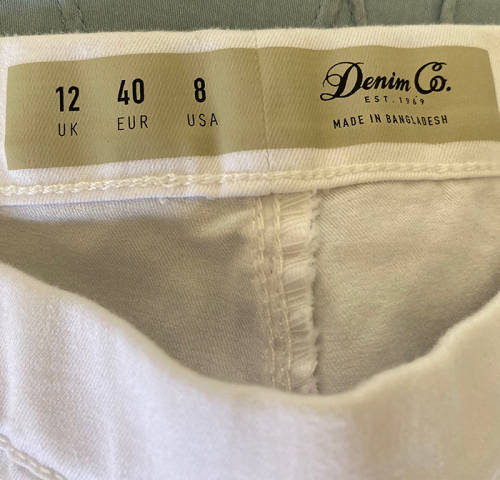 12 40 8
UK EUR USA
Denim Co.
EST. 1969
MADE IN BANGLADESH